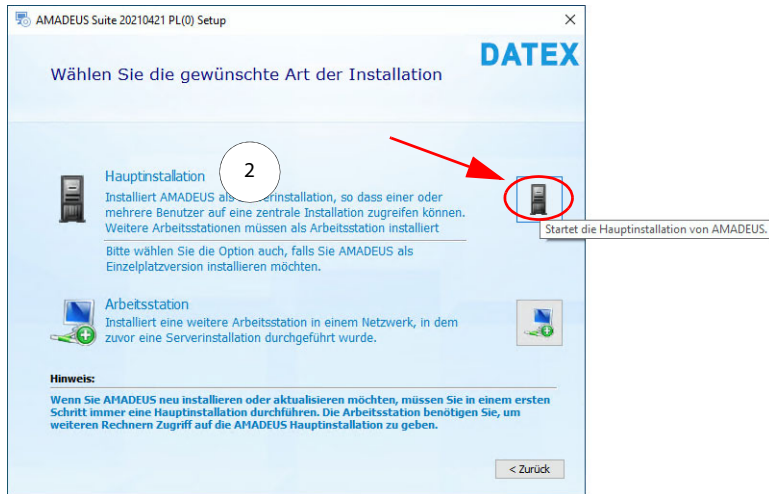 AMADEUS Suite 20210421 PL(0) Setup
DATEX
Wählen Sie die gewünschte Art der Installation
Hauptinstallation
2
Installiert AMADEUS als erinstallation, so dass einer oder
mehrere Benutzer auf eine zentrale Installation zugreifen können.
Weitere Arbeitsstationen müssen als Arbeitsstation installiert
Startet die Hauptinstallation von AMADEUS.
Bitte wählen Sie die Option auch, falls Sie AMADEUS als
Einzelplatzversion installieren möchten.
Arbeitsstation
Installiert eine weitere Arbeitsstation in einem Netzwerk, in dem
zuvor eine Serverinstallation durchgeführt wurde.
Hinweis:
Wenn Sie AMADEUS neu installieren oder aktualisieren möchten, müssen Sie in einem ersten
Schritt immer eine Hauptinstallation durchführen. Die Arbeitsstation benötigen Sie, um
weiteren Rechnern Zugriff auf die AMADEUS Hauptinstallation zu geben.
< Zurück